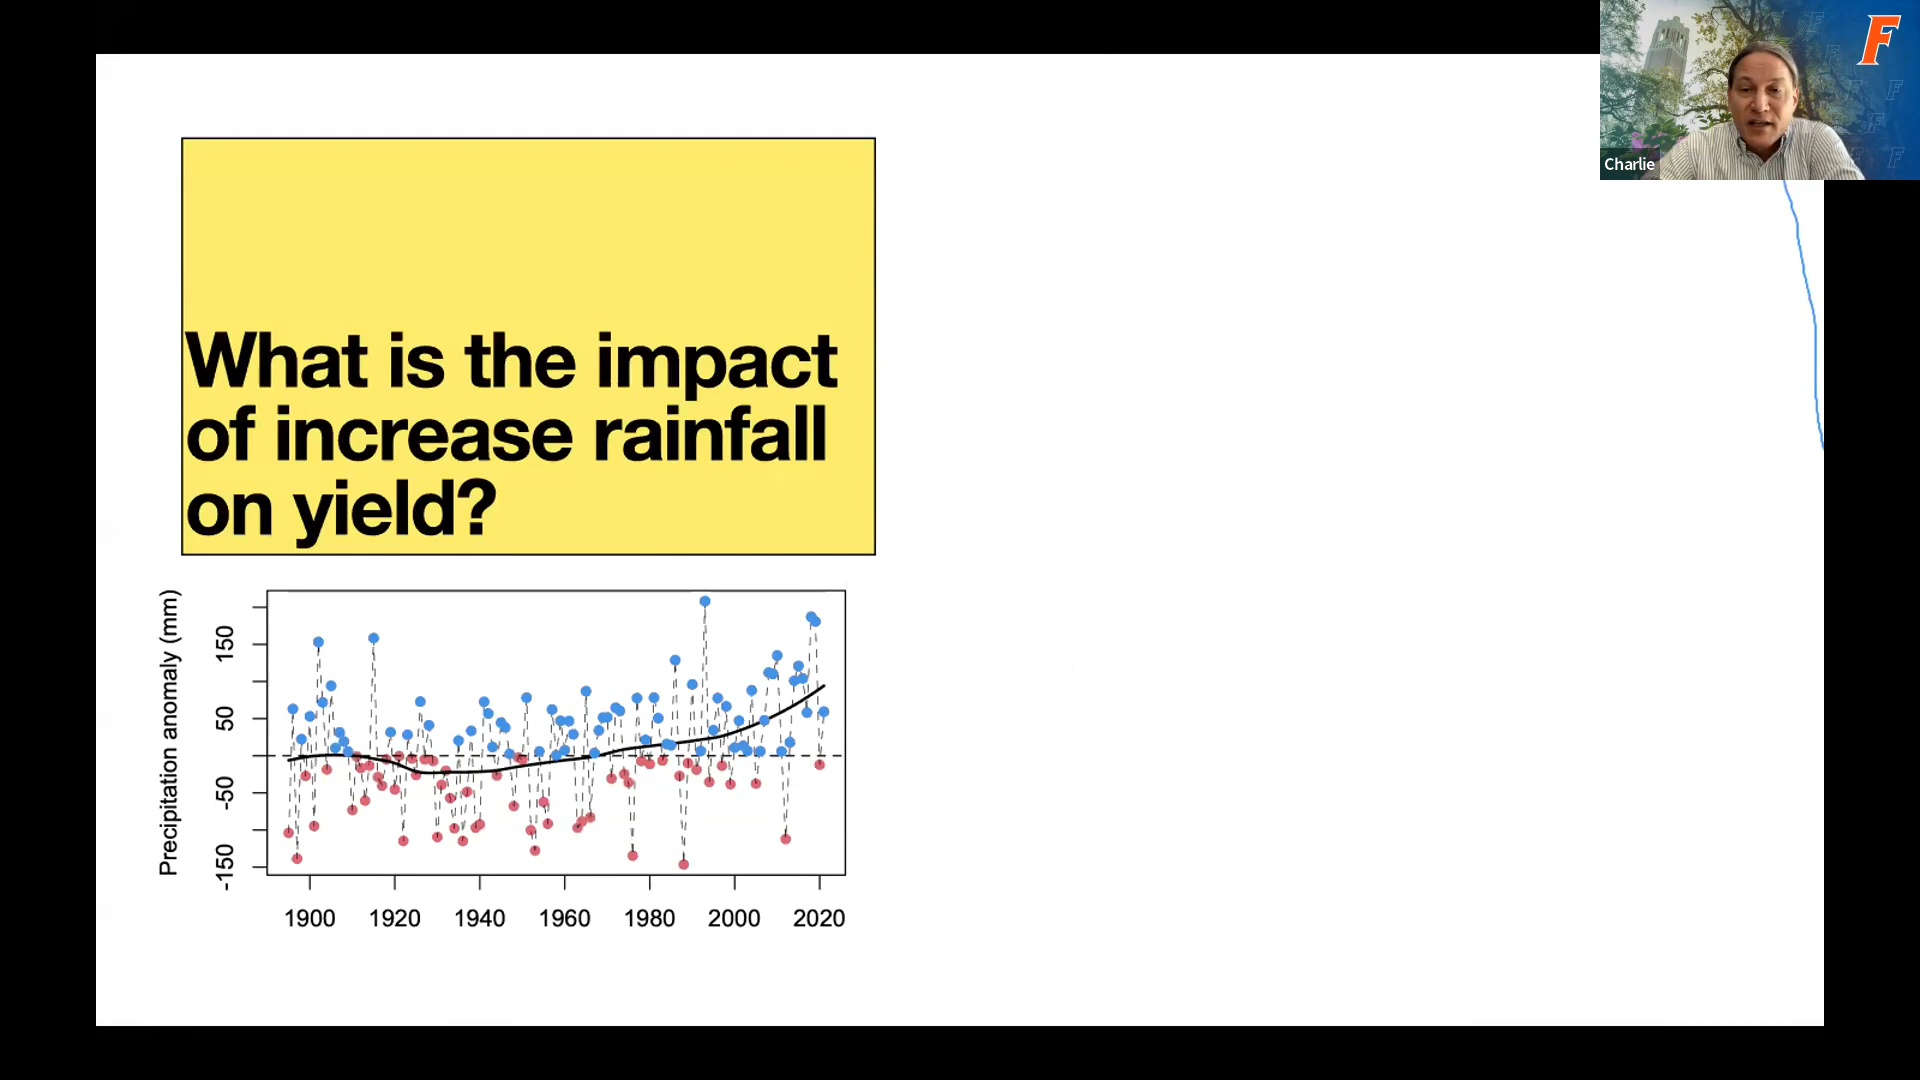 F
Charlie
What is the impact
of increase rainfall
on yield?
Precipitation anomaly (mm)
150
50
-50
-150
1900 1920 1940 1960 1980 2000 2020